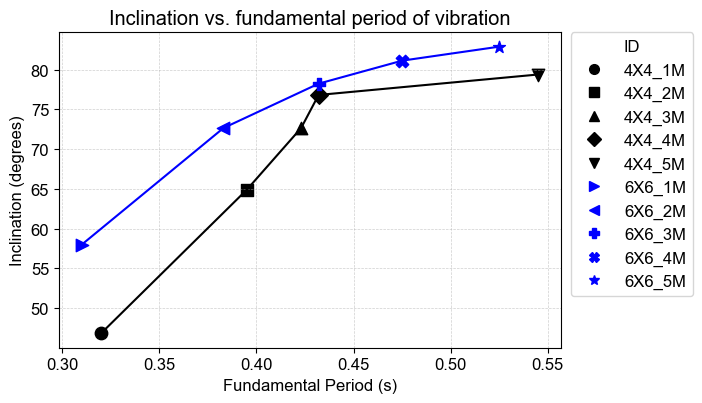 Inclination vs. fundamental period of vibration
Inclination (degrees)
80
75
70
65
60
55
50
0.30
0.35
0.40
0.45
0.50
0.55
Fundamental Period (s)
ID
4X4_1M
4X4_2M
4X4_3M
4X4_4M
4X4_5M
6X6_1M
6X6_2M
6X6_3M
6X6_4M
6X6_5M